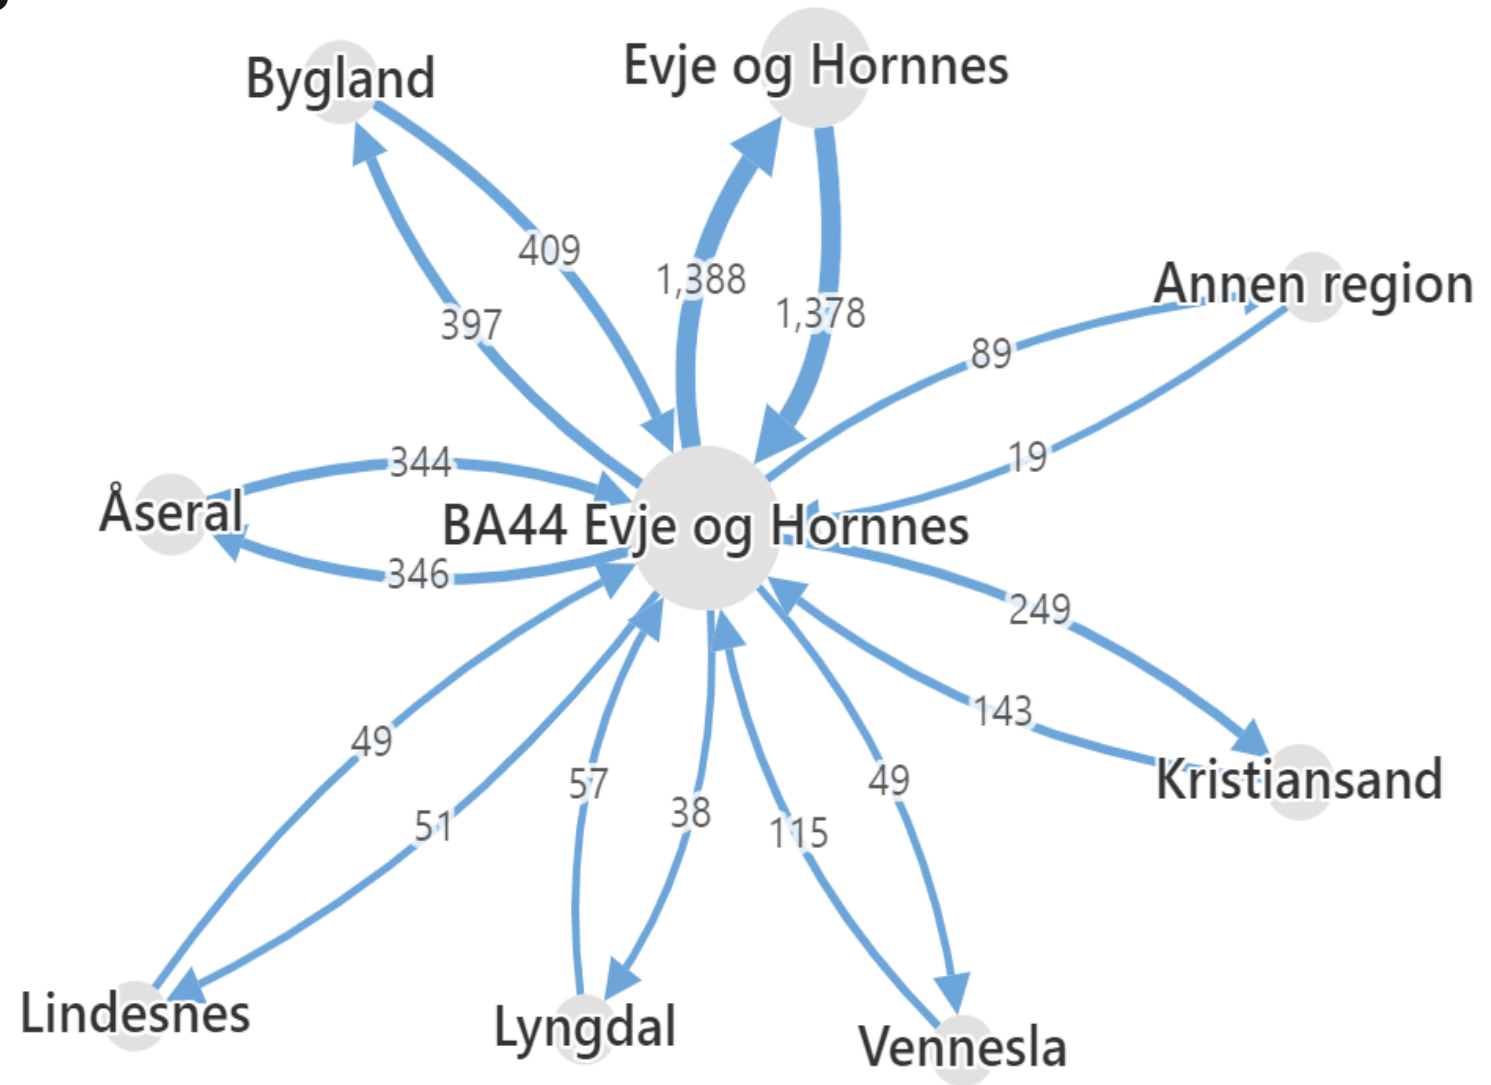 Evje og Hornnes
Bygland
409
1,388
Annen region
1,378
397
89
344
19
Åseral
BA44 Evje og Hornnes
346
249
143
49
57
49
Kristiansand
38
51
115
Lindesnes
Lyngdal
Vennesla